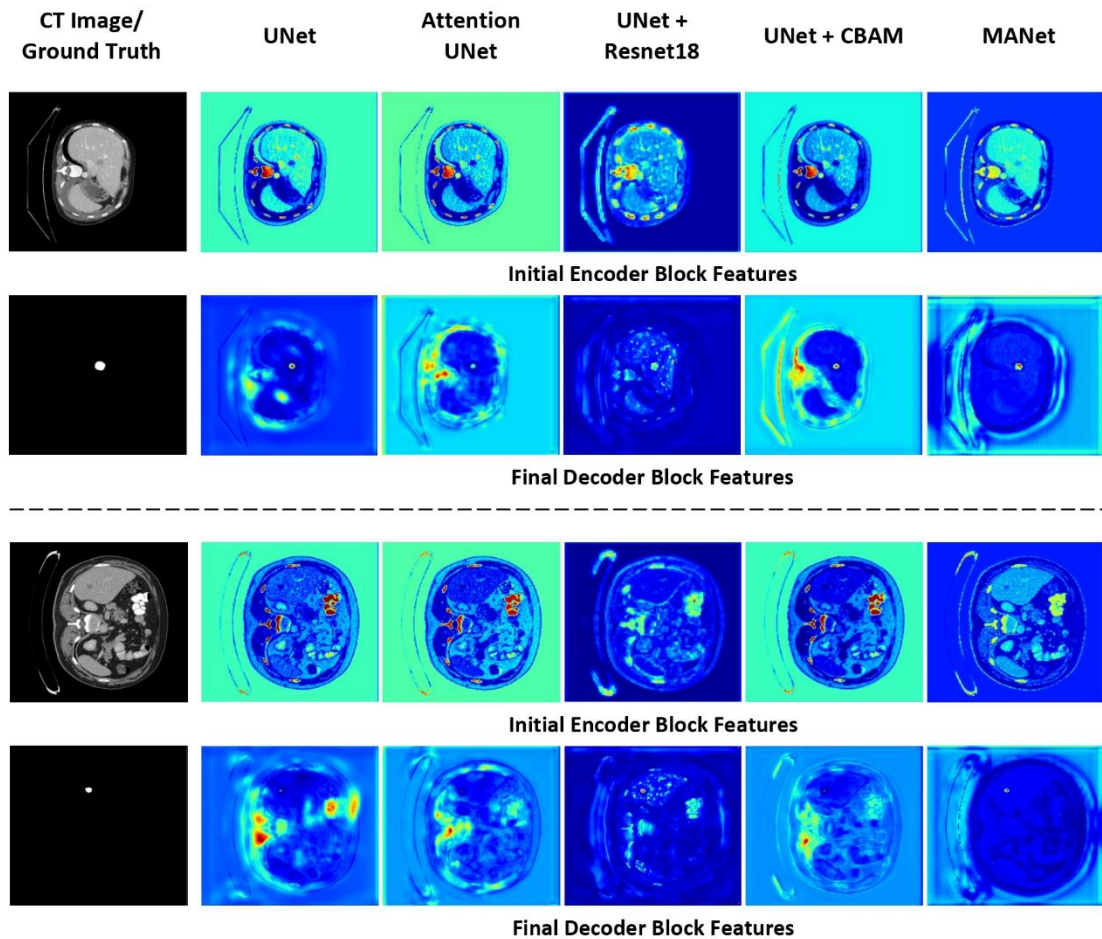 CT Image/
Ground Truth
UNet
Attention
UNet
UNet +
Resnet18
UNet + CBAM
MANet
Initial Encoder Block Features
Final Decoder Block Features
Initial Encoder Block Features
Final Decoder Block Features